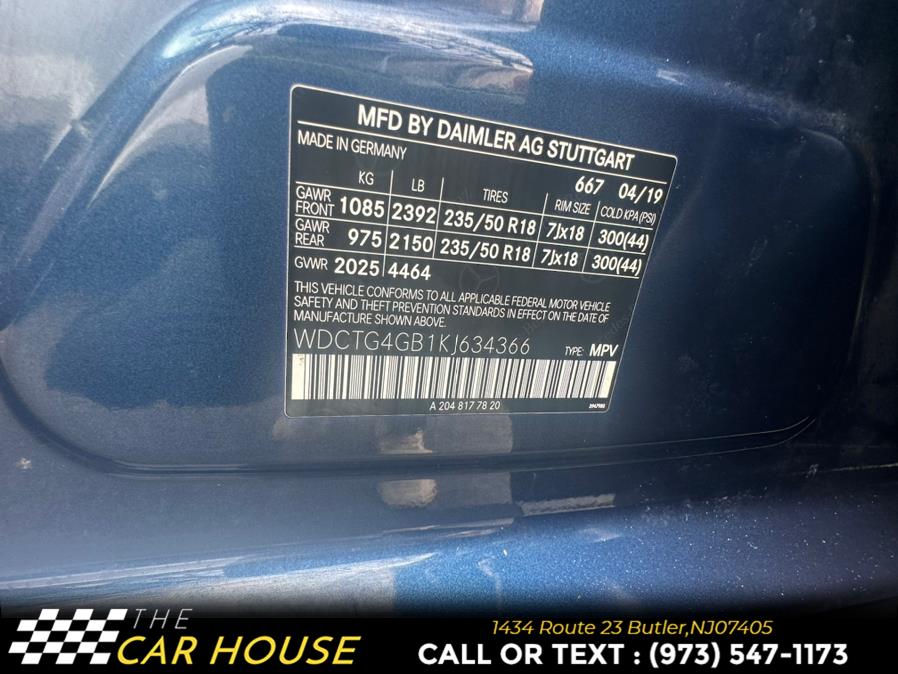 MFD BY DAIMLER AG STUTTGART
MADE IN GERMANY
667 04/19
KG LB TIRES RIM SIZE COLD KPA (PSI)
GAWR FRONT 1085 2392 235/50 R18 7Jx18 300(44)
GAWR REAR 975 2150 235/50 R18 7Jx18 300(44)
GVWR 2025 4464
THIS VEHICLE CONFORMS TO ALL APPLICABLE FEDERAL MOTOR VEHICLE
SAFETY AND THEFT PREVENTION STANDARDS IN EFFECT ON THE DATE OF
MANUFACTURE SHOWN ABOVE.
WDCTG4GB1KJ634366 TYPE: MPV
A 204 817 78 20
THE
CAR HOUSE
1434 Route 23 Butler,NJ07405
CALL OR TEXT : (973) 547-1173